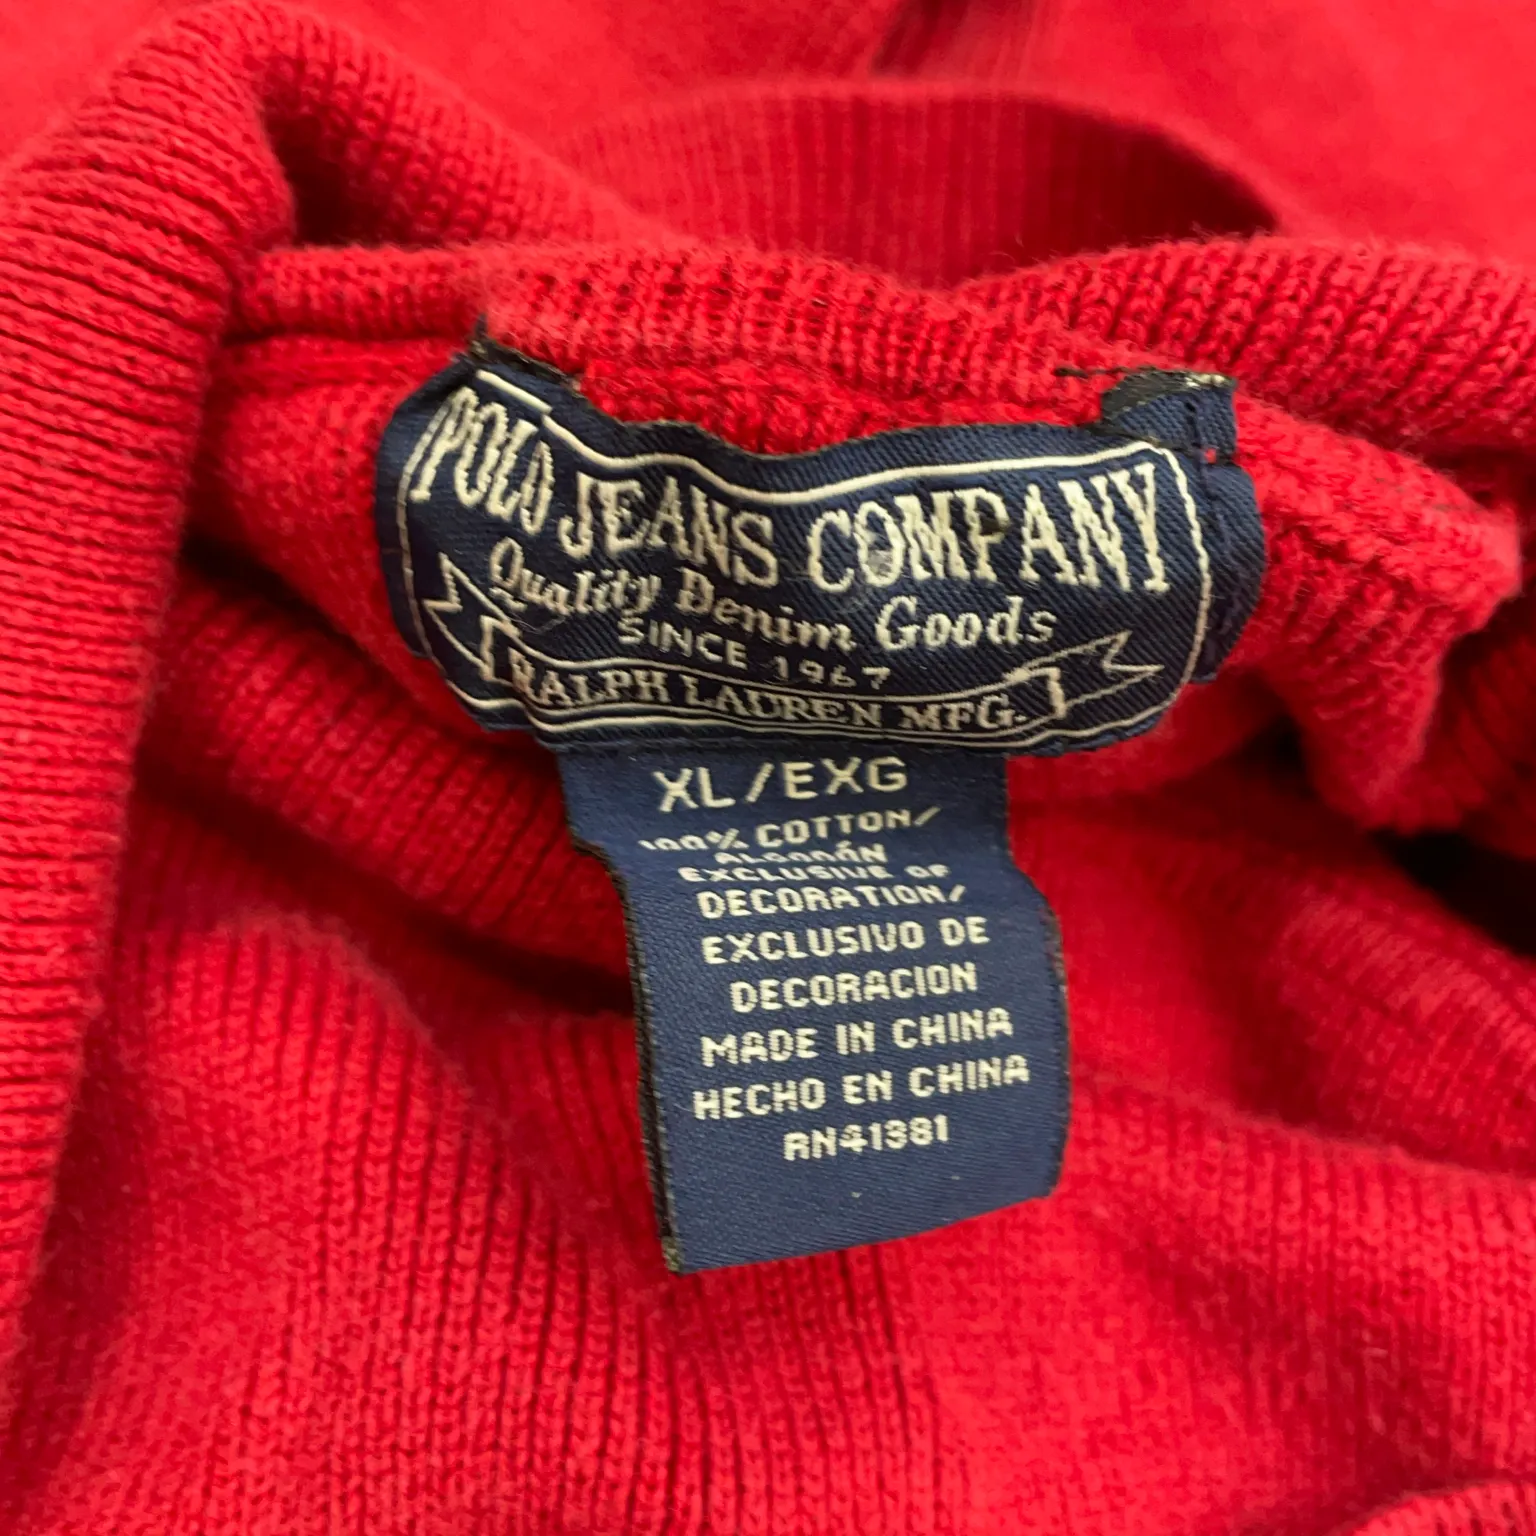 POLO JEANS COMPANY
Quality Denim Goods
SINCE 1967
RALPH LAUREN MFG.
XL/EXG
100% COTTON/
ALGODÓN
EXCLUSIVE OF
DECORATION/
EXCLUSIVO DE
DECORACION
MADE IN CHINA
HECHO EN CHINA
RN41381